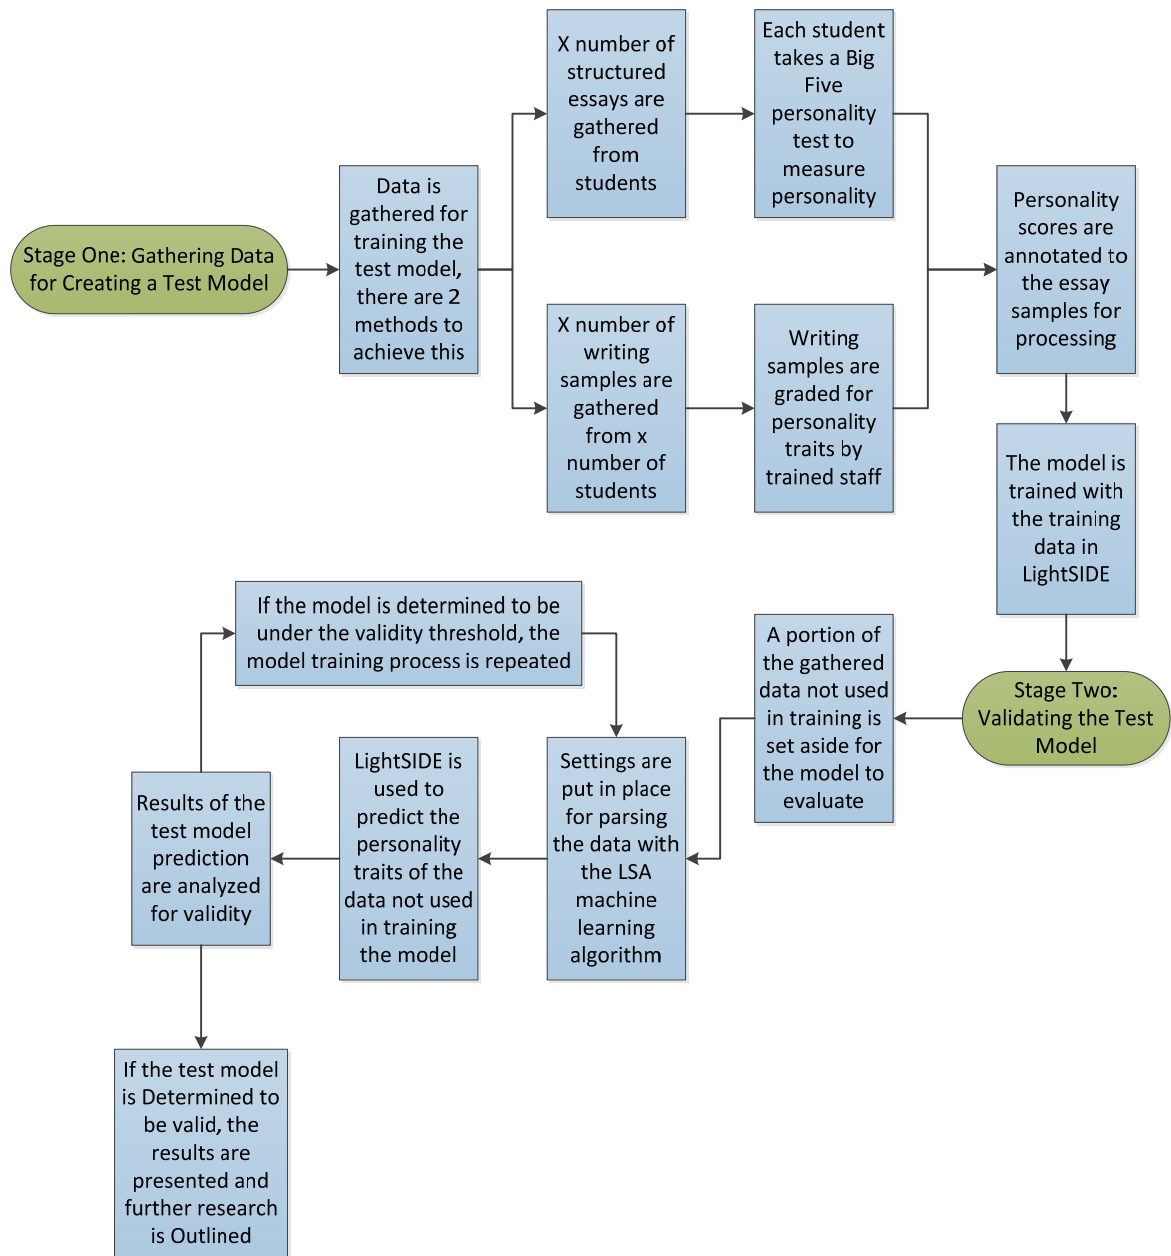 Stage One: Gathering Data
for Creating a Test Model
Data is
gathered for
training the
test model,
there are 2
methods to
achieve this
X number of
structured
essays are
gathered
from
students
Each student
takes a Big
Five
personality
test to
measure
personality
X number of
writing
samples are
gathered
from x
number of
students
Writing
samples are
graded for
personality
traits by
trained staff
Personality
scores are
annotated to
the essay
samples for
processing
The model is
trained with
the training
data in
LightSIDE
Stage Two:
Validating the Test
Model
A portion of
the gathered
data not used
in training is
set aside for
the model to
evaluate
Settings are
put in place
for parsing
the data with
the LSA
machine
learning
algorithm
LightSIDE is
used to
predict the
personality
traits of the
data not used
in training
the model
Results of the
test model
prediction
are analyzed
for validity
If the model is determined to be
under the validity threshold, the
model training process is repeated
If the test model
is Determined to
be valid, the
results are
presented and
further research
is Outlined